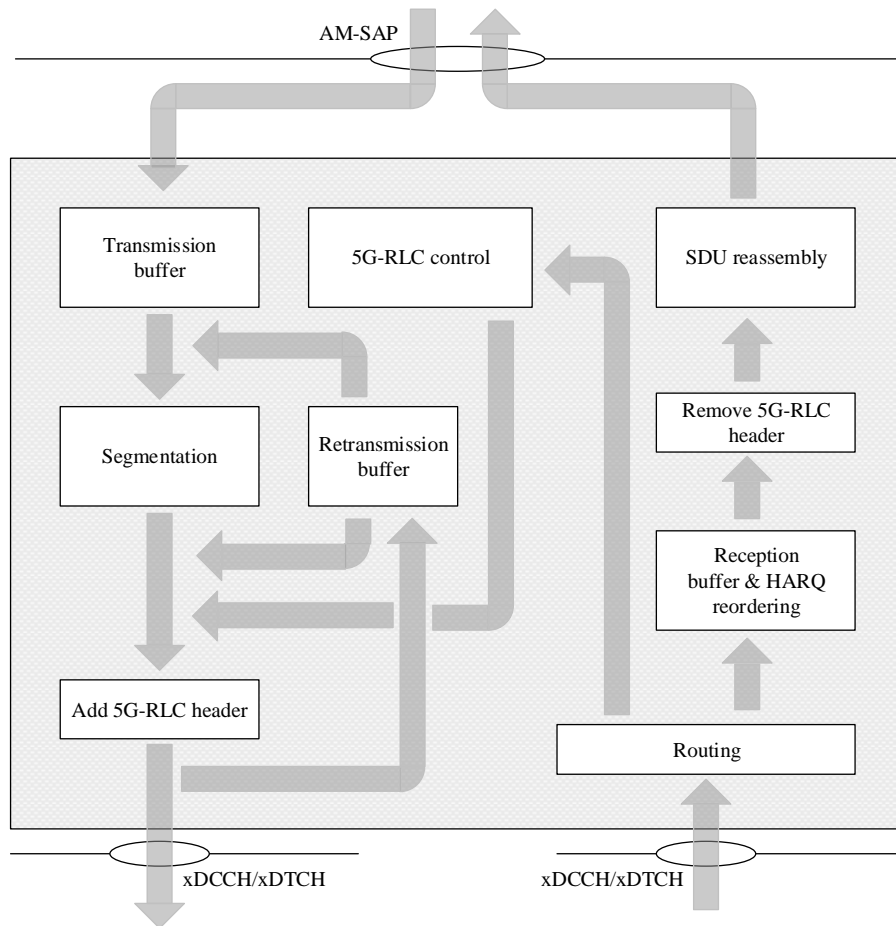 AM-SAP
Transmission
buffer
5G-RLC control
SDU reassembly
Segmentation
Retransmission
buffer
Remove 5G-RLC
header
Reception
buffer & HARQ
reordering
Add 5G-RLC header
Routing
xDCCH/xDTCH
xDCCH/xDTCH